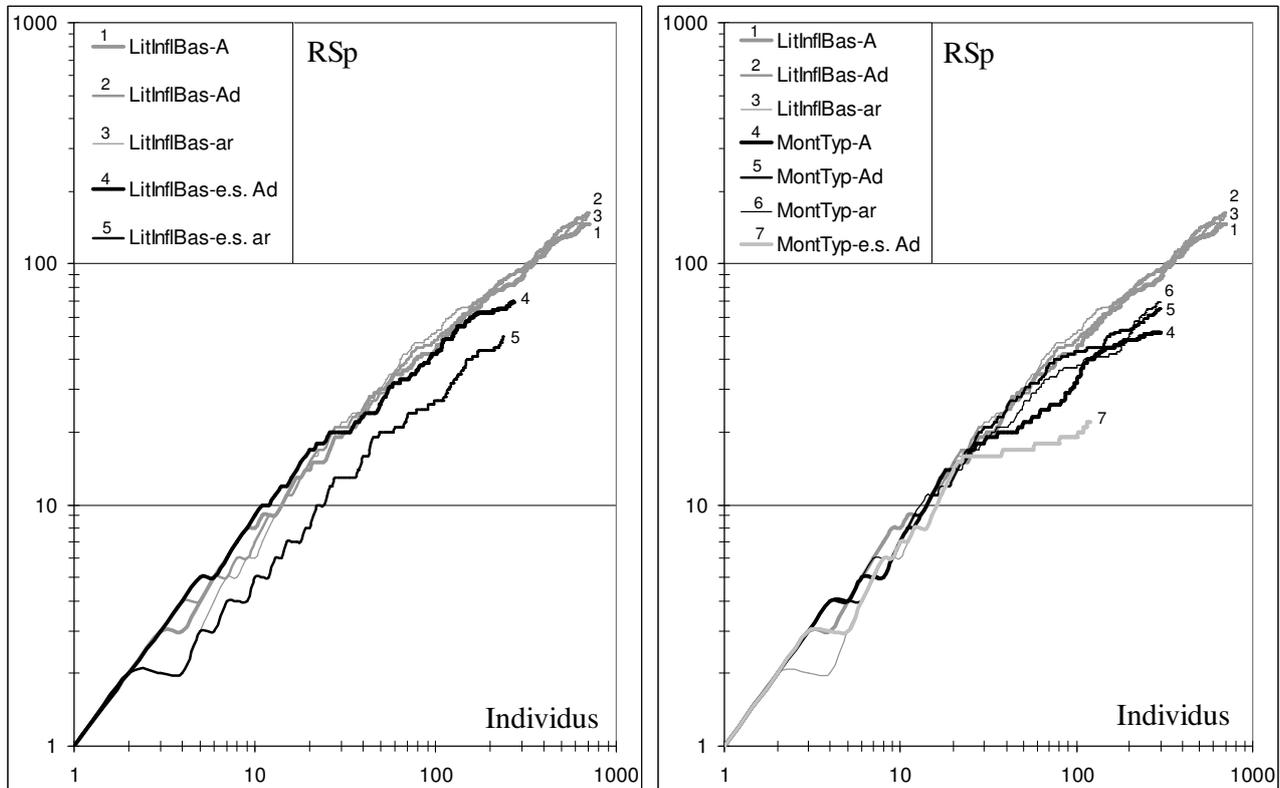 1000
100
10
1
1 10 100 1000
RSp
Individus
1 LitInflBas-A
2 LitInflBas-Ad
3 LitInflBas-ar
4 LitInflBas-e.s. Ad
5 LitInflBas-e.s. ar
2
3
1
4
5
1000
100
10
1
1 10 100 1000
RSp
Individus
1 LitInflBas-A
2 LitInflBas-Ad
3 LitInflBas-ar
4 MontTyp-A
5 MontTyp-Ad
6 MontTyp-ar
7 MontTyp-e.s. Ad
2
3
1
6
5
4
7